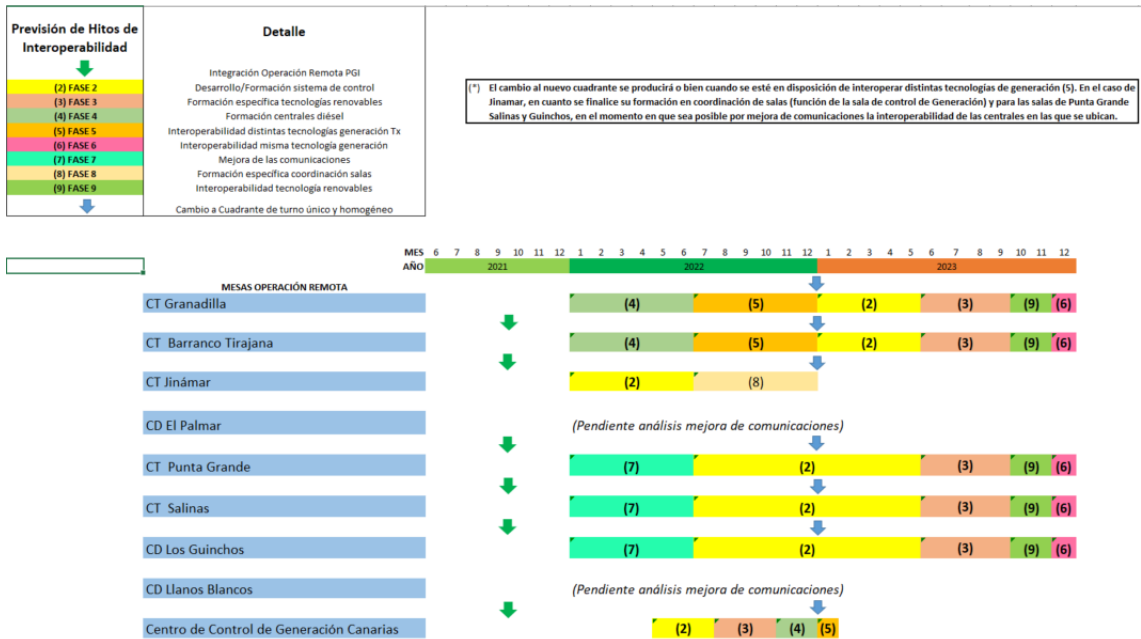 Previsión de Hitos de Interoperabilidad
Detalle
Integración Operación Remota PGI
(2) FASE 2 Desarrollo/Formación sistema de control
(3) FASE 3 Formación específica tecnologías renovables
(4) FASE 4 Formación centrales diésel
(5) FASE 5 Interoperabilidad distintas tecnologías generación Tx
(6) FASE 6 Interoperabilidad misma tecnología generación
(7) FASE 7 Mejora de las comunicaciones
(8) FASE 8 Formación específica coordinación salas
(9) FASE 9 Interoperabilidad tecnología renovables
Cambio a Cuadrante de turno único y homogéneo
(*) El cambio al nuevo cuadrante se producirá o bien cuando se esté en disposición de interoperar distintas tecnologías de generación (5). En el caso de
Jinamar, en cuanto se finalice su formación en coordinación de salas (función de la sala de control de Generación) y para las salas de Punta Grande
Salinas y Guinchos, en el momento en que sea posible por mejora de comunicaciones la interoperabilidad de las centrales en las que se ubican.
MES 6 7 8 9 10 11 12 1 2 3 4 5 6 7 8 9 10 11 12 1 2 3 4 5 6 7 8 9 10 11 12
AÑO 2021 2022 2023
MESAS OPERACIÓN REMOTA
CT Granadilla (4) (5) (2) (3) (9) (6)
CT Barranco Tirajana (4) (5) (2) (3) (9) (6)
CT Jinámar (2) (8)
CD El Palmar (Pendiente análisis mejora de comunicaciones)
CT Punta Grande (7) (2) (3) (9) (6)
CT Salinas (7) (2) (3) (9) (6)
CD Los Guinchos (7) (2) (3) (9) (6)
CD Llanos Blancos (Pendiente análisis mejora de comunicaciones)
Centro de Control de Generación Canarias (2) (3) (4) (5)